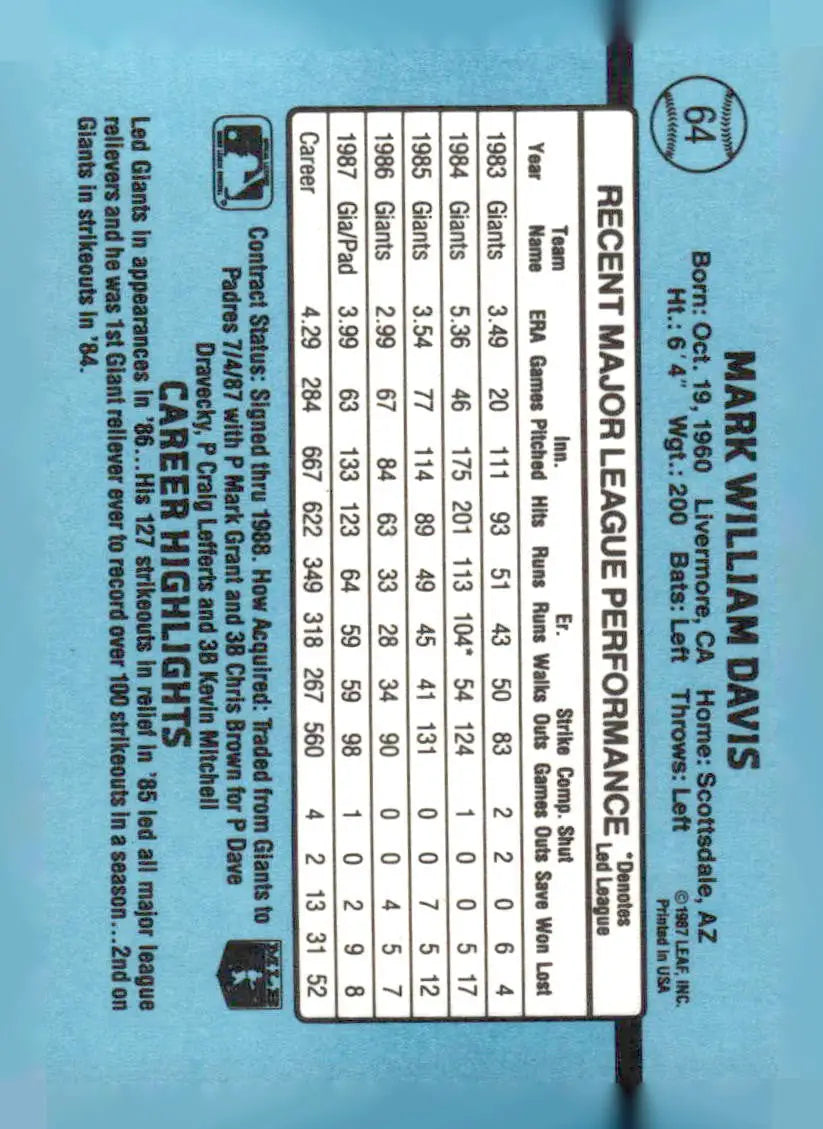 64
MARK WILLIAM DAVIS
Born: Oct. 19, 1960 Livermore, CA Home: Scottsdale, AZ
Ht.: 6'4" Wgt.: 200 Bats: Left Throws: Left
©1987 LEAF, INC.
Printed in USA
RECENT MAJOR LEAGUE PERFORMANCE *Denotes
Led League
Team Inn. Er. Strike Comp. Shut
Year Name ERA Games Pitched Hits Runs Runs Walks Outs Games Outs Save Won Lost
1983 Giants 3.49 20 111 93 51 43 50 83 2 2 0 6 4
1984 Giants 5.36 46 175 201 113 104* 54 124 1 0 0 5 17
1985 Giants 3.54 77 114 89 49 45 41 131 0 0 7 5 12
1986 Giants 2.99 67 84 63 33 28 34 90 0 0 4 5 7
1987 Gia/Pad 3.99 63 133 123 64 59 59 98 1 0 2 9 8
Career 4.29 284 667 622 349 318 267 560 4 2 13 31 52
Contract Status: Signed thru 1988. How Acquired: Traded from Giants to
Padres 7/4/87 with P Mark Grant and 3B Chris Brown for P Dave
Dravecky, P Craig Lefferts and 3B Kevin Mitchell
MLB
CAREER HIGHLIGHTS
Led Giants in appearances in '86...His 127 strikeouts in relief in '85 led all major league
relievers and he was 1st Giant reliever ever to record over 100 strikeouts in a season...2nd on
Giants in strikeouts in '84.